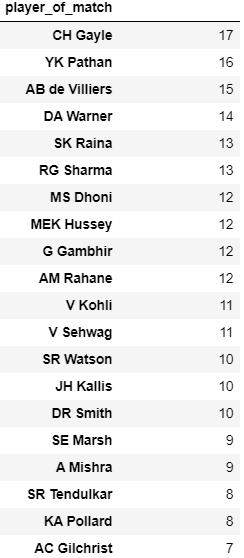 player_of_match
CH Gayle 17
YK Pathan 16
AB de Villiers 15
DA Warner 14
SK Raina 13
RG Sharma 13
MS Dhoni 12
MEK Hussey 12
G Gambhir 12
AM Rahane 12
V Kohli 11
V Sehwag 11
SR Watson 10
JH Kallis 10
DR Smith 10
SE Marsh 9
A Mishra 9
SR Tendulkar 8
KA Pollard 8
AC Gilchrist 7